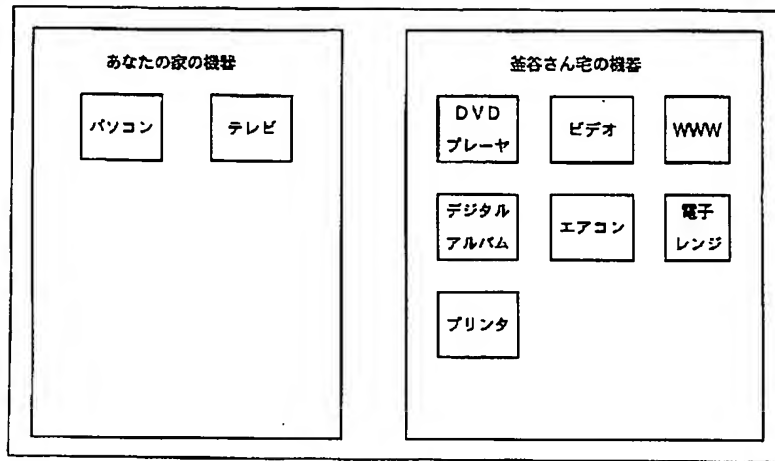 あなたの家の機器
パソコン
テレビ
釜谷さん宅の機器
DVD
プレーヤ
ビデオ
WWW
デジタル
アルバム
エアコン
電子
レンジ
プリンタ